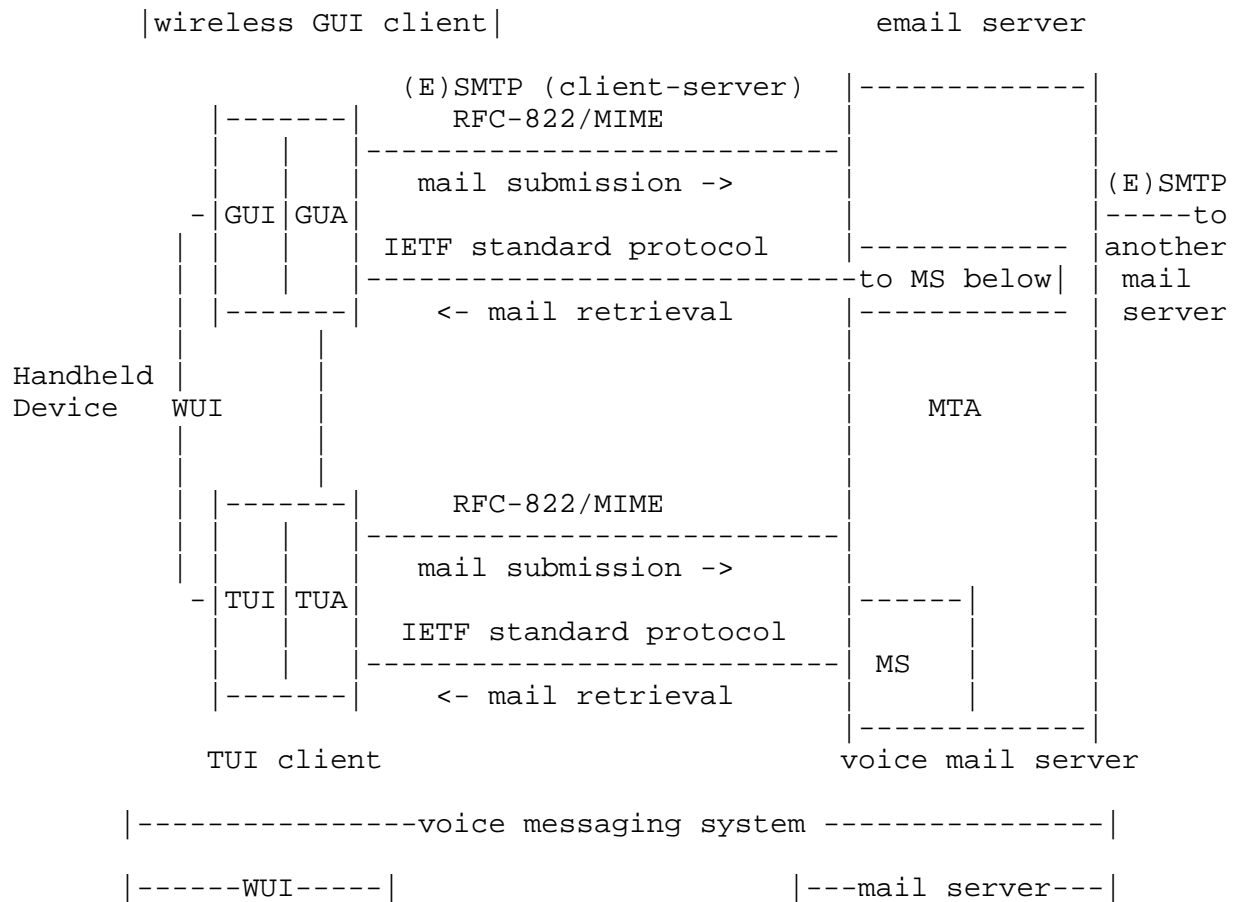 |wireless GUI client|                      email server
(E)SMTP (client-server)  |-------------|
|-------|     RFC-822/MIME          |             |
|   |   |                           |             |
|   |   |---------------------------|             |
|   |   |   mail submission ->      |             |(E)SMTP
-|GUI|GUA|                           |             |-----to
| |   |   | IETF standard protocol    |------------ |another
| |   |   |----------------------------to MS below| | mail
| |-------|    <- mail retrieval      |------------ | server
|       |                             |             |
Handheld |       |                             |             |
Device   WUI     |                             |    MTA      |
|       |                             |             |
|       |                             |             |
| |-------|     RFC-822/MIME          |             |
| |   |   |---------------------------|             |
| |   |   |   mail submission ->      |             |
-|TUI|TUA|                           |------|      |
|   |   |  IETF standard protocol   |      |      |
|   |   |---------------------------| MS   |      |
|-------|    <- mail retrieval      |      |      |
|-------------|
TUI client                          voice mail server
|----------------voice messaging system ----------------|
|------WUI-----|                       |---mail server---|